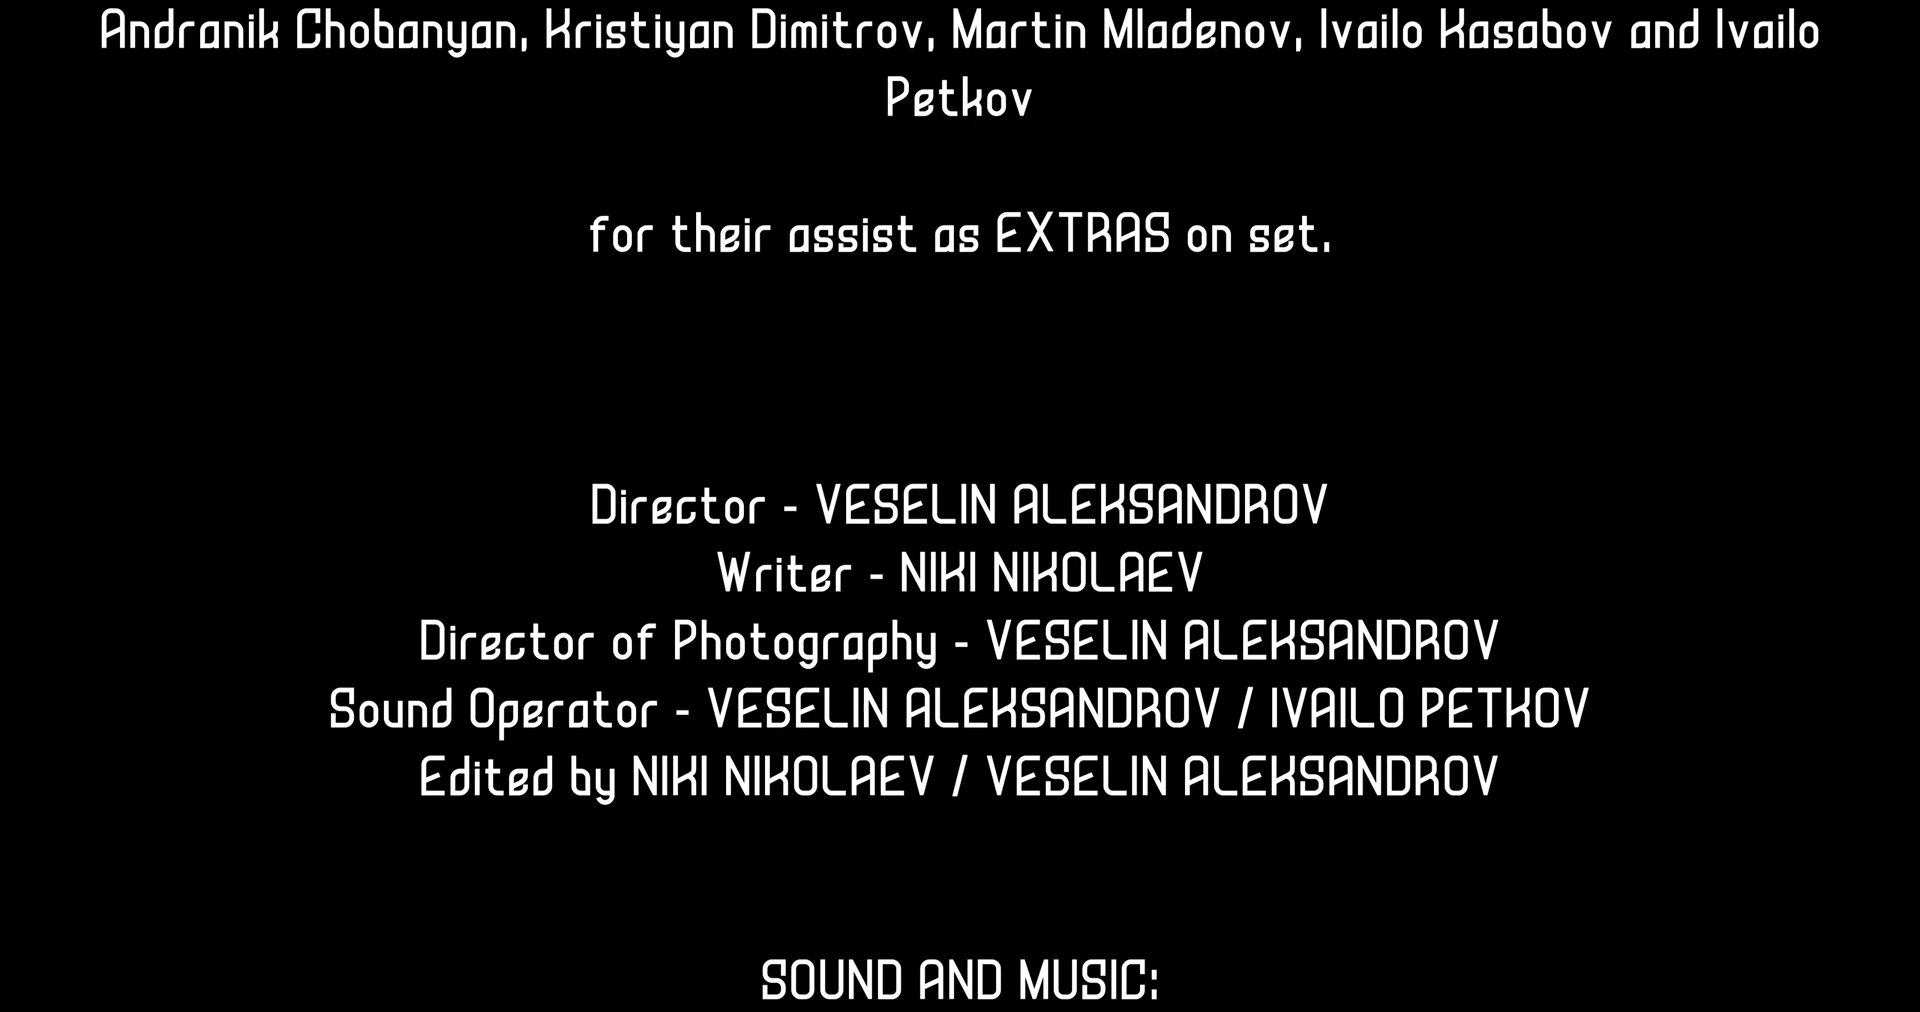 Andranik Chobanyan, Kristiyan Dimitrov, Martin Mladenov, Ivailo Kasabov and Ivailo
Petkov
for their assist as EXTRAS on set.
Director - VESELIN ALEKSANDROV
Writer - NIKI NIKOLAEV
Director of Photography - VESELIN ALEKSANDROV
Sound Operator - VESELIN ALEKSANDROV / IVAILO PETKOV
Edited by NIKI NIKOLAEV / VESELIN ALEKSANDROV
SOUND AND MUSIC: